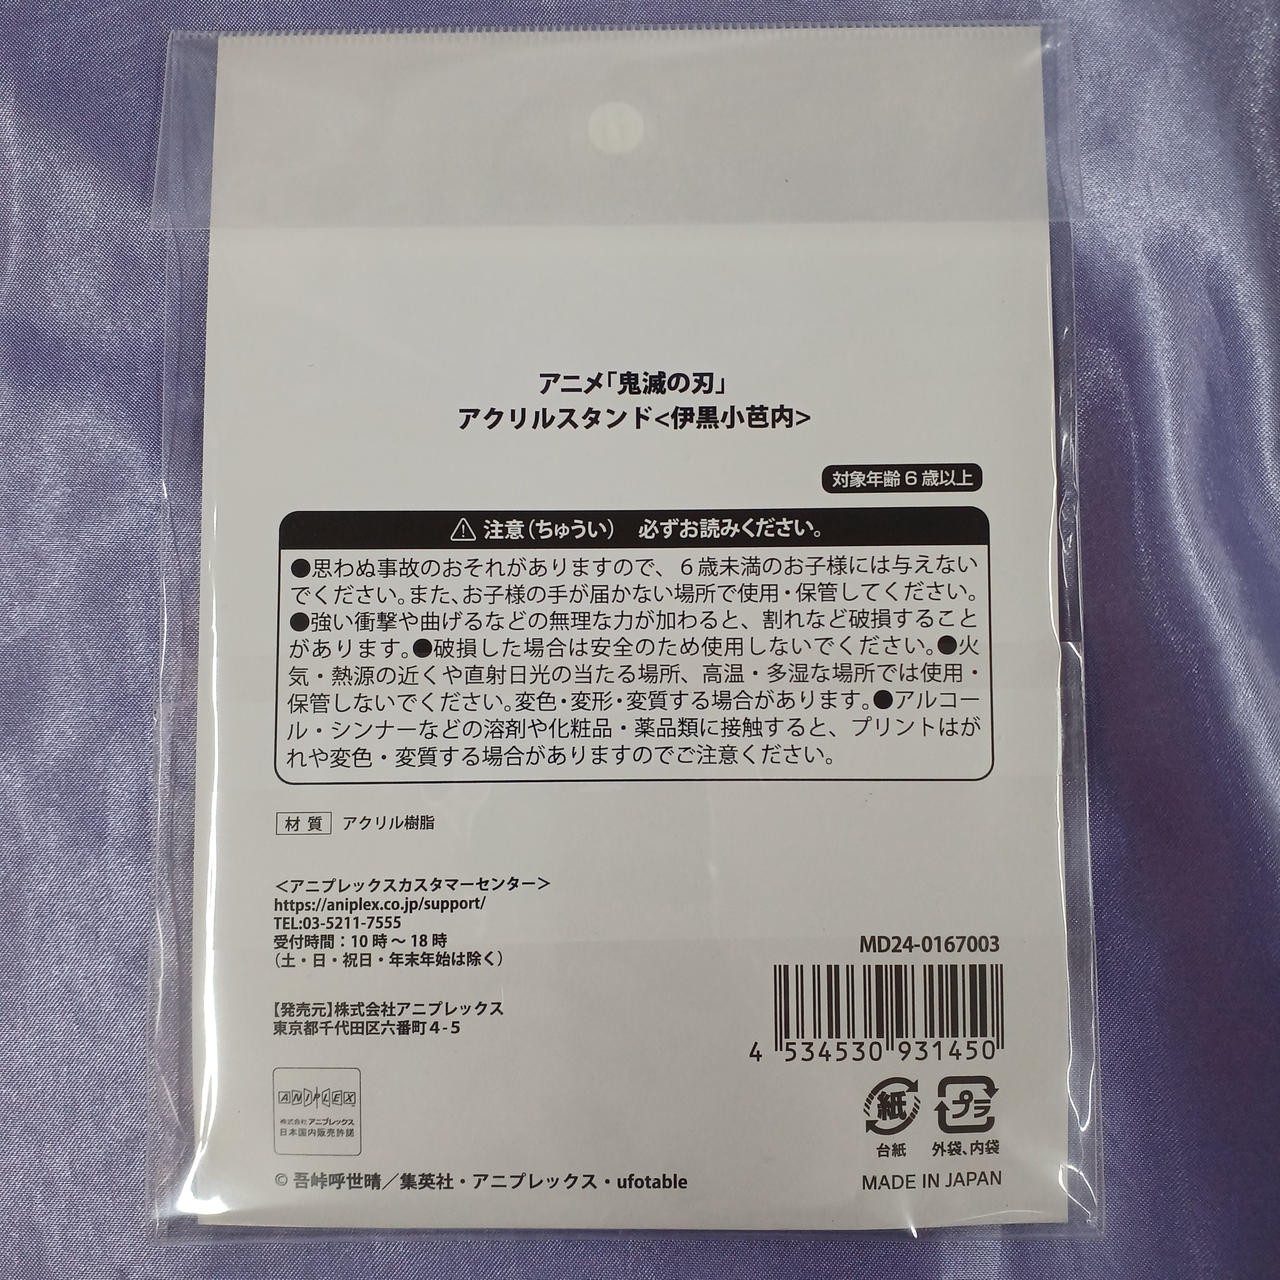 アニメ「鬼滅の刃」
アクリルスタンド<伊黒小芭内>
対象年齢6歳以上
⚠ 注意(ちゅうい) 必ずお読みください。
●思わぬ事故のおそれがありますので、6歳未満のお子様には与えない
でください。また、お子様の手が届かない場所で使用・保管してください。
●強い衝撃や曲げるなどの無理な力が加わると、割れなど破損すること
があります。●破損した場合は安全のため使用しないでください。●火
気・熱源の近くや直射日光の当たる場所、高温・多湿な場所では使用・
保管しないでください。変色・変形・変質する場合があります。●アルコー
ル・シンナーなどの溶剤や化粧品・薬品類に接触すると、プリントはが
れや変色・変質する場合がありますのでご注意ください。
材質 アクリル樹脂
<アニプレックスカスタマーセンター>
https://aniplex.co.jp/support/
TEL:03-5211-7555
受付時間：10時～18時
(土・日・祝日・年末年始は除く)
【発売元】株式会社アニプレックス
東京都千代田区六番町4-5
MD24-0167003
4 534530 931450
ANIPLEX
株式会社アニプレックス
日本国内販売許諾
紙
台紙
プラ
外袋、内袋
© 吾峠呼世晴／集英社・アニプレックス・ufotable
MADE IN JAPAN